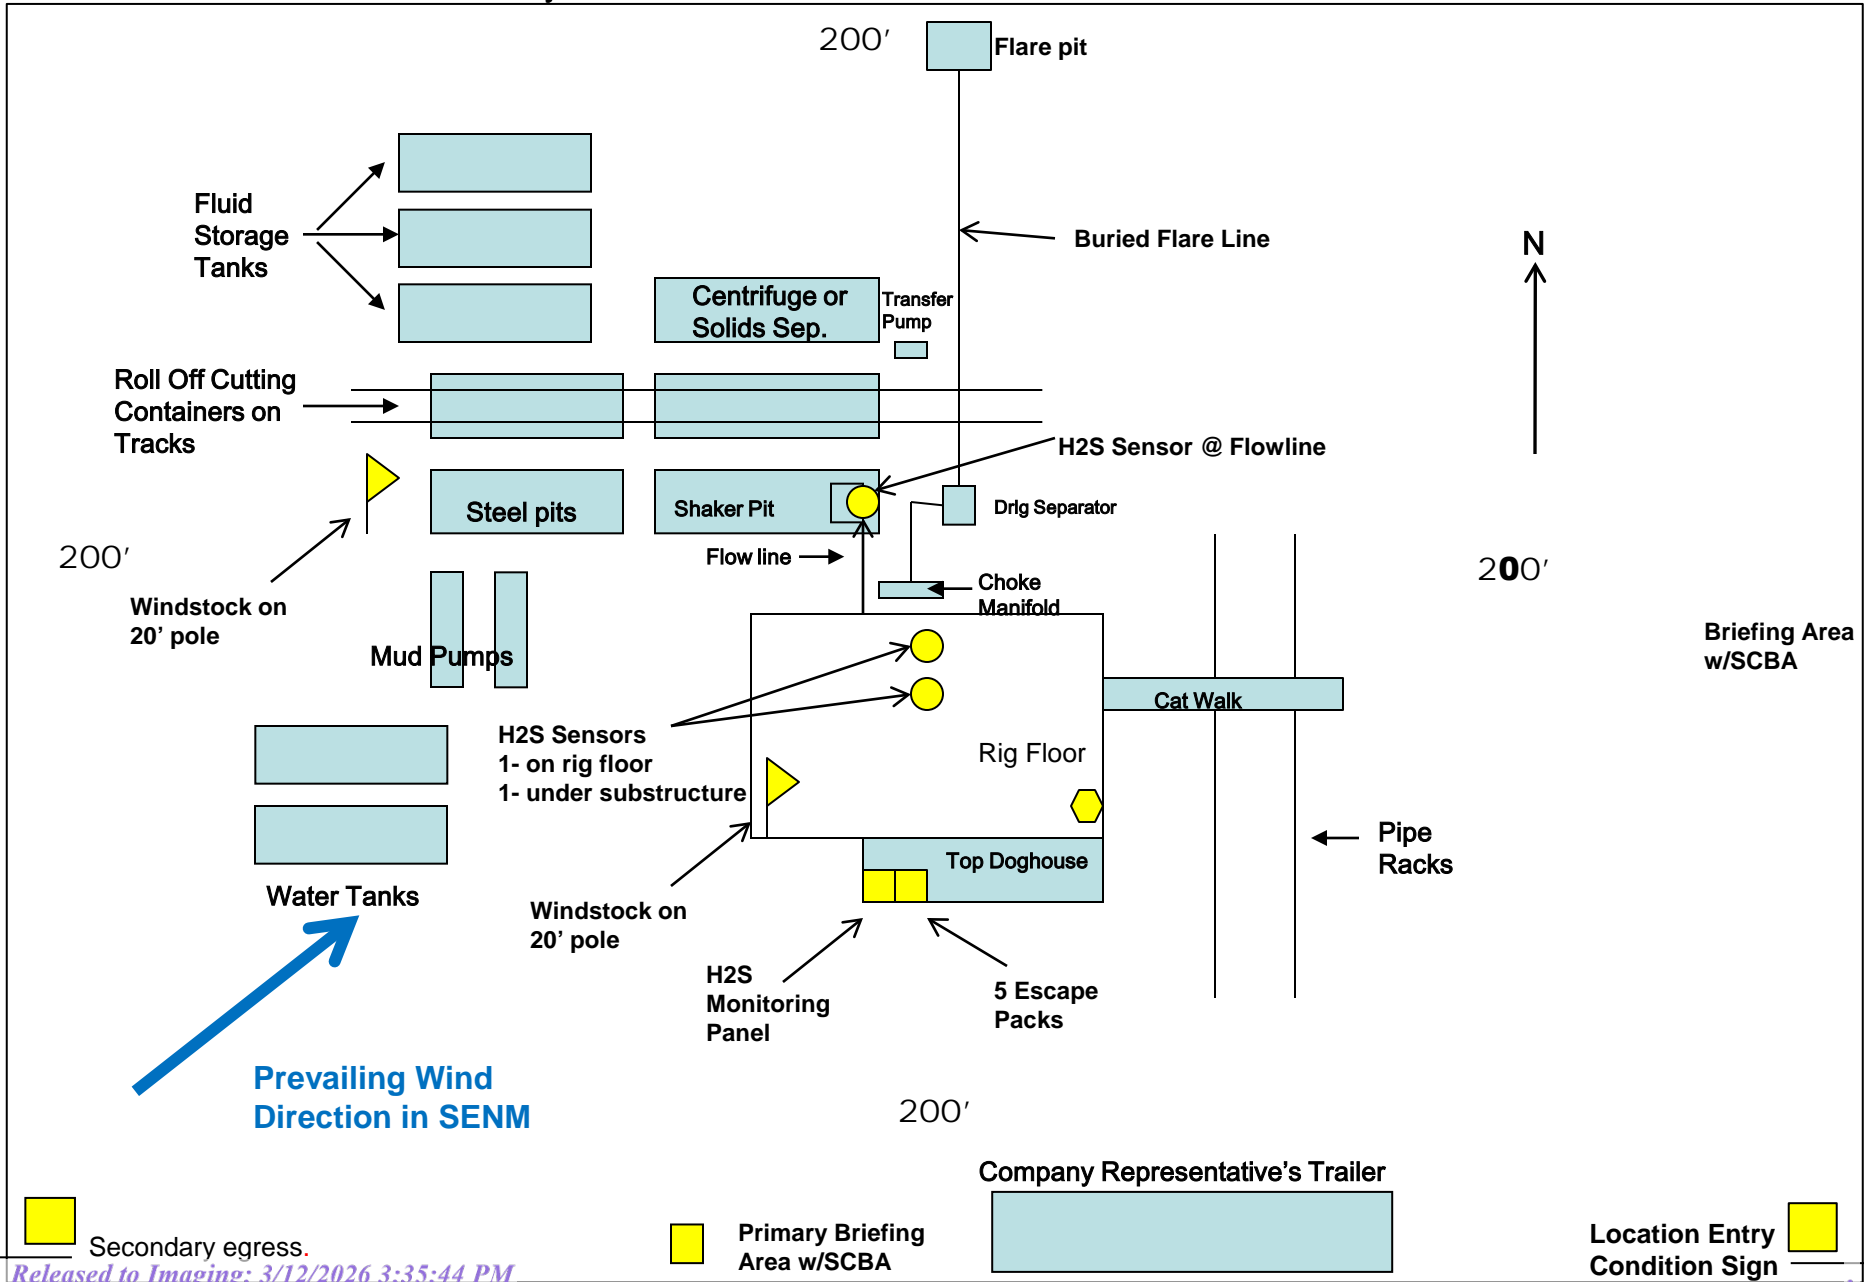 200'
Flare pit
Fluid
Storage
Tanks
Buried Flare Line
N
Centrifuge or
Solids Sep.
Transfer
Pump
Roll Off Cutting
Containers on
Tracks
H2S Sensor @ Flowline
Steel pits
Shaker Pit
Drlg Separator
Flow line
200'
200'
Choke
Manifold
Windstock on
20' pole
Mud Pumps
Briefing Area
w/SCBA
Cat Walk
H2S Sensors
1- on rig floor
1- under substructure
Rig Floor
Pipe
Racks
Top Doghouse
Water Tanks
Windstock on
20' pole
H2S
Monitoring
Panel
5 Escape
Packs
Prevailing Wind
Direction in SENM
200'
Company Representative's Trailer
Secondary egress.
Primary Briefing
Area w/SCBA
Location Entry
Condition Sign
Released to Imaging: 3/12/2026 3:35:44 PM